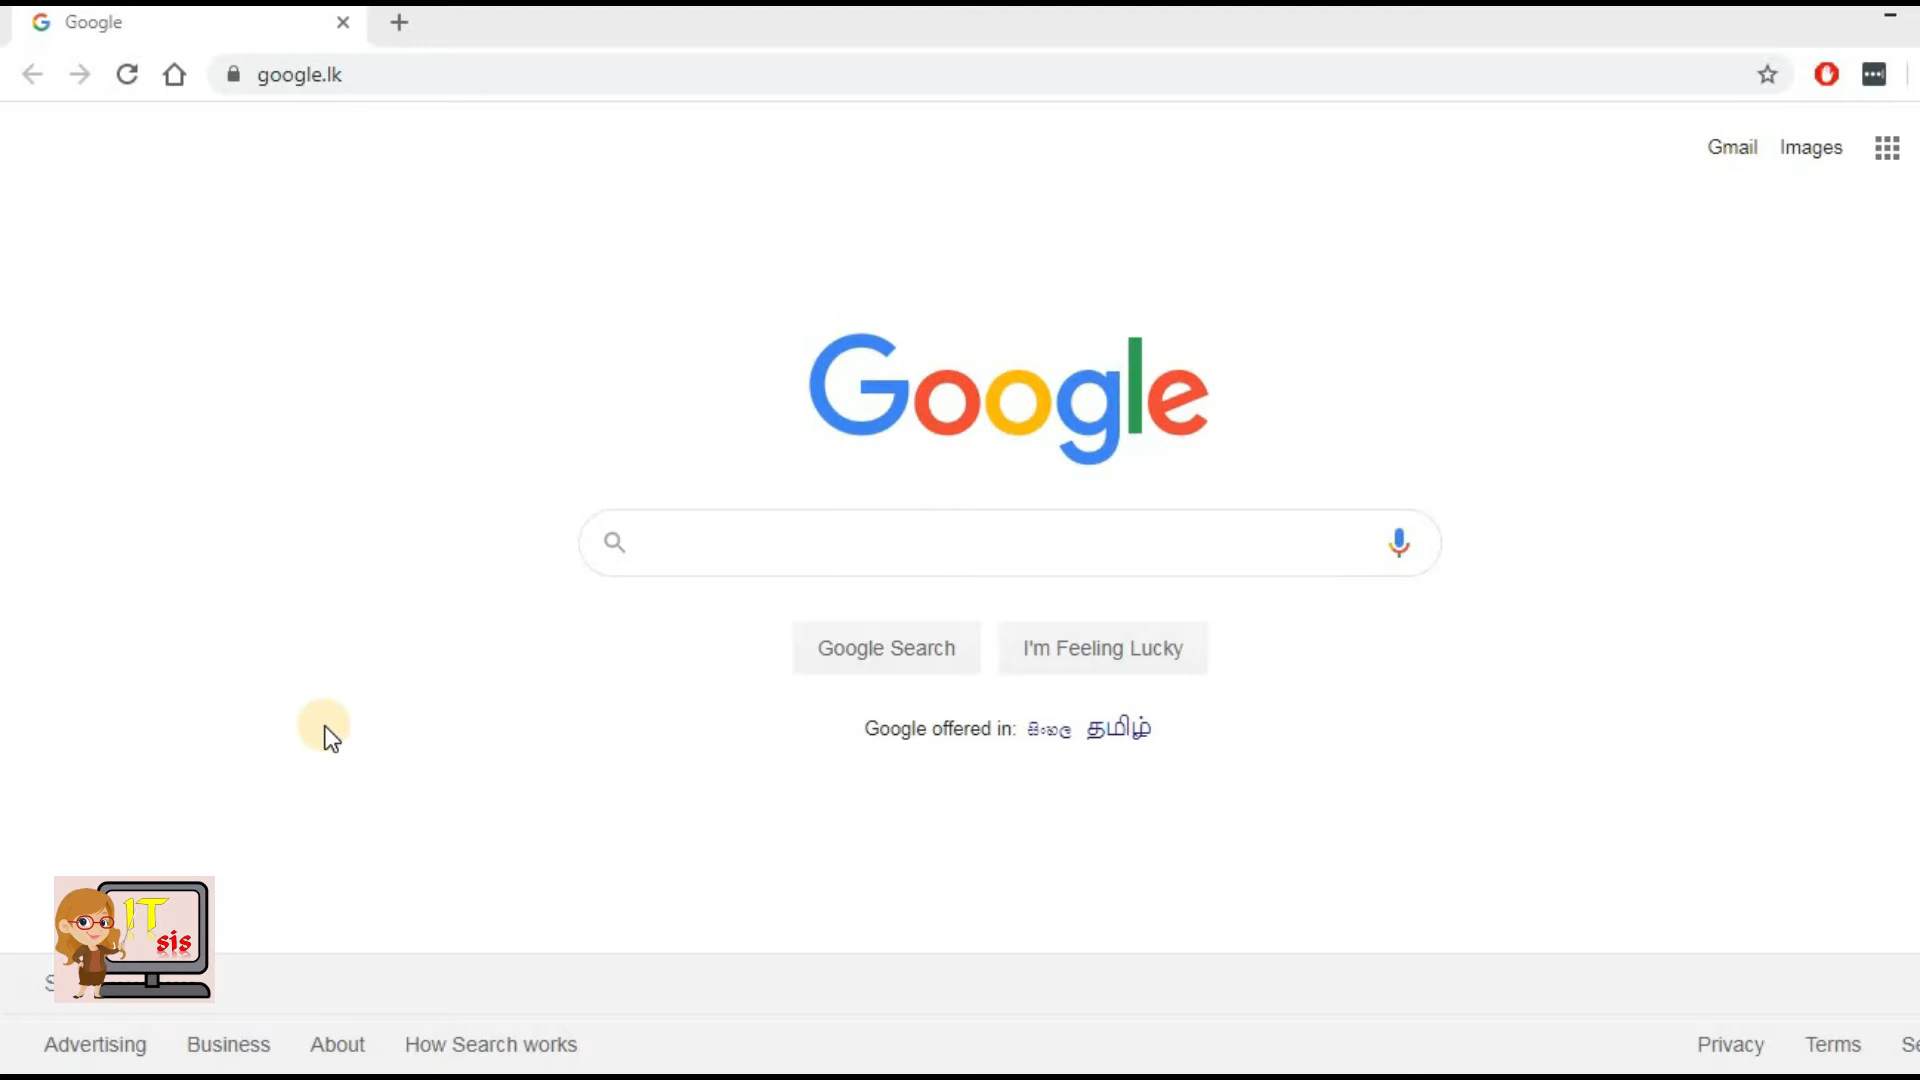 Google
google.lk
Gmail Images
Google
Google Search I'm Feeling Lucky
Google offered in: සිංහල தமிழ்
IT
sis
Advertising Business About How Search works Privacy Terms